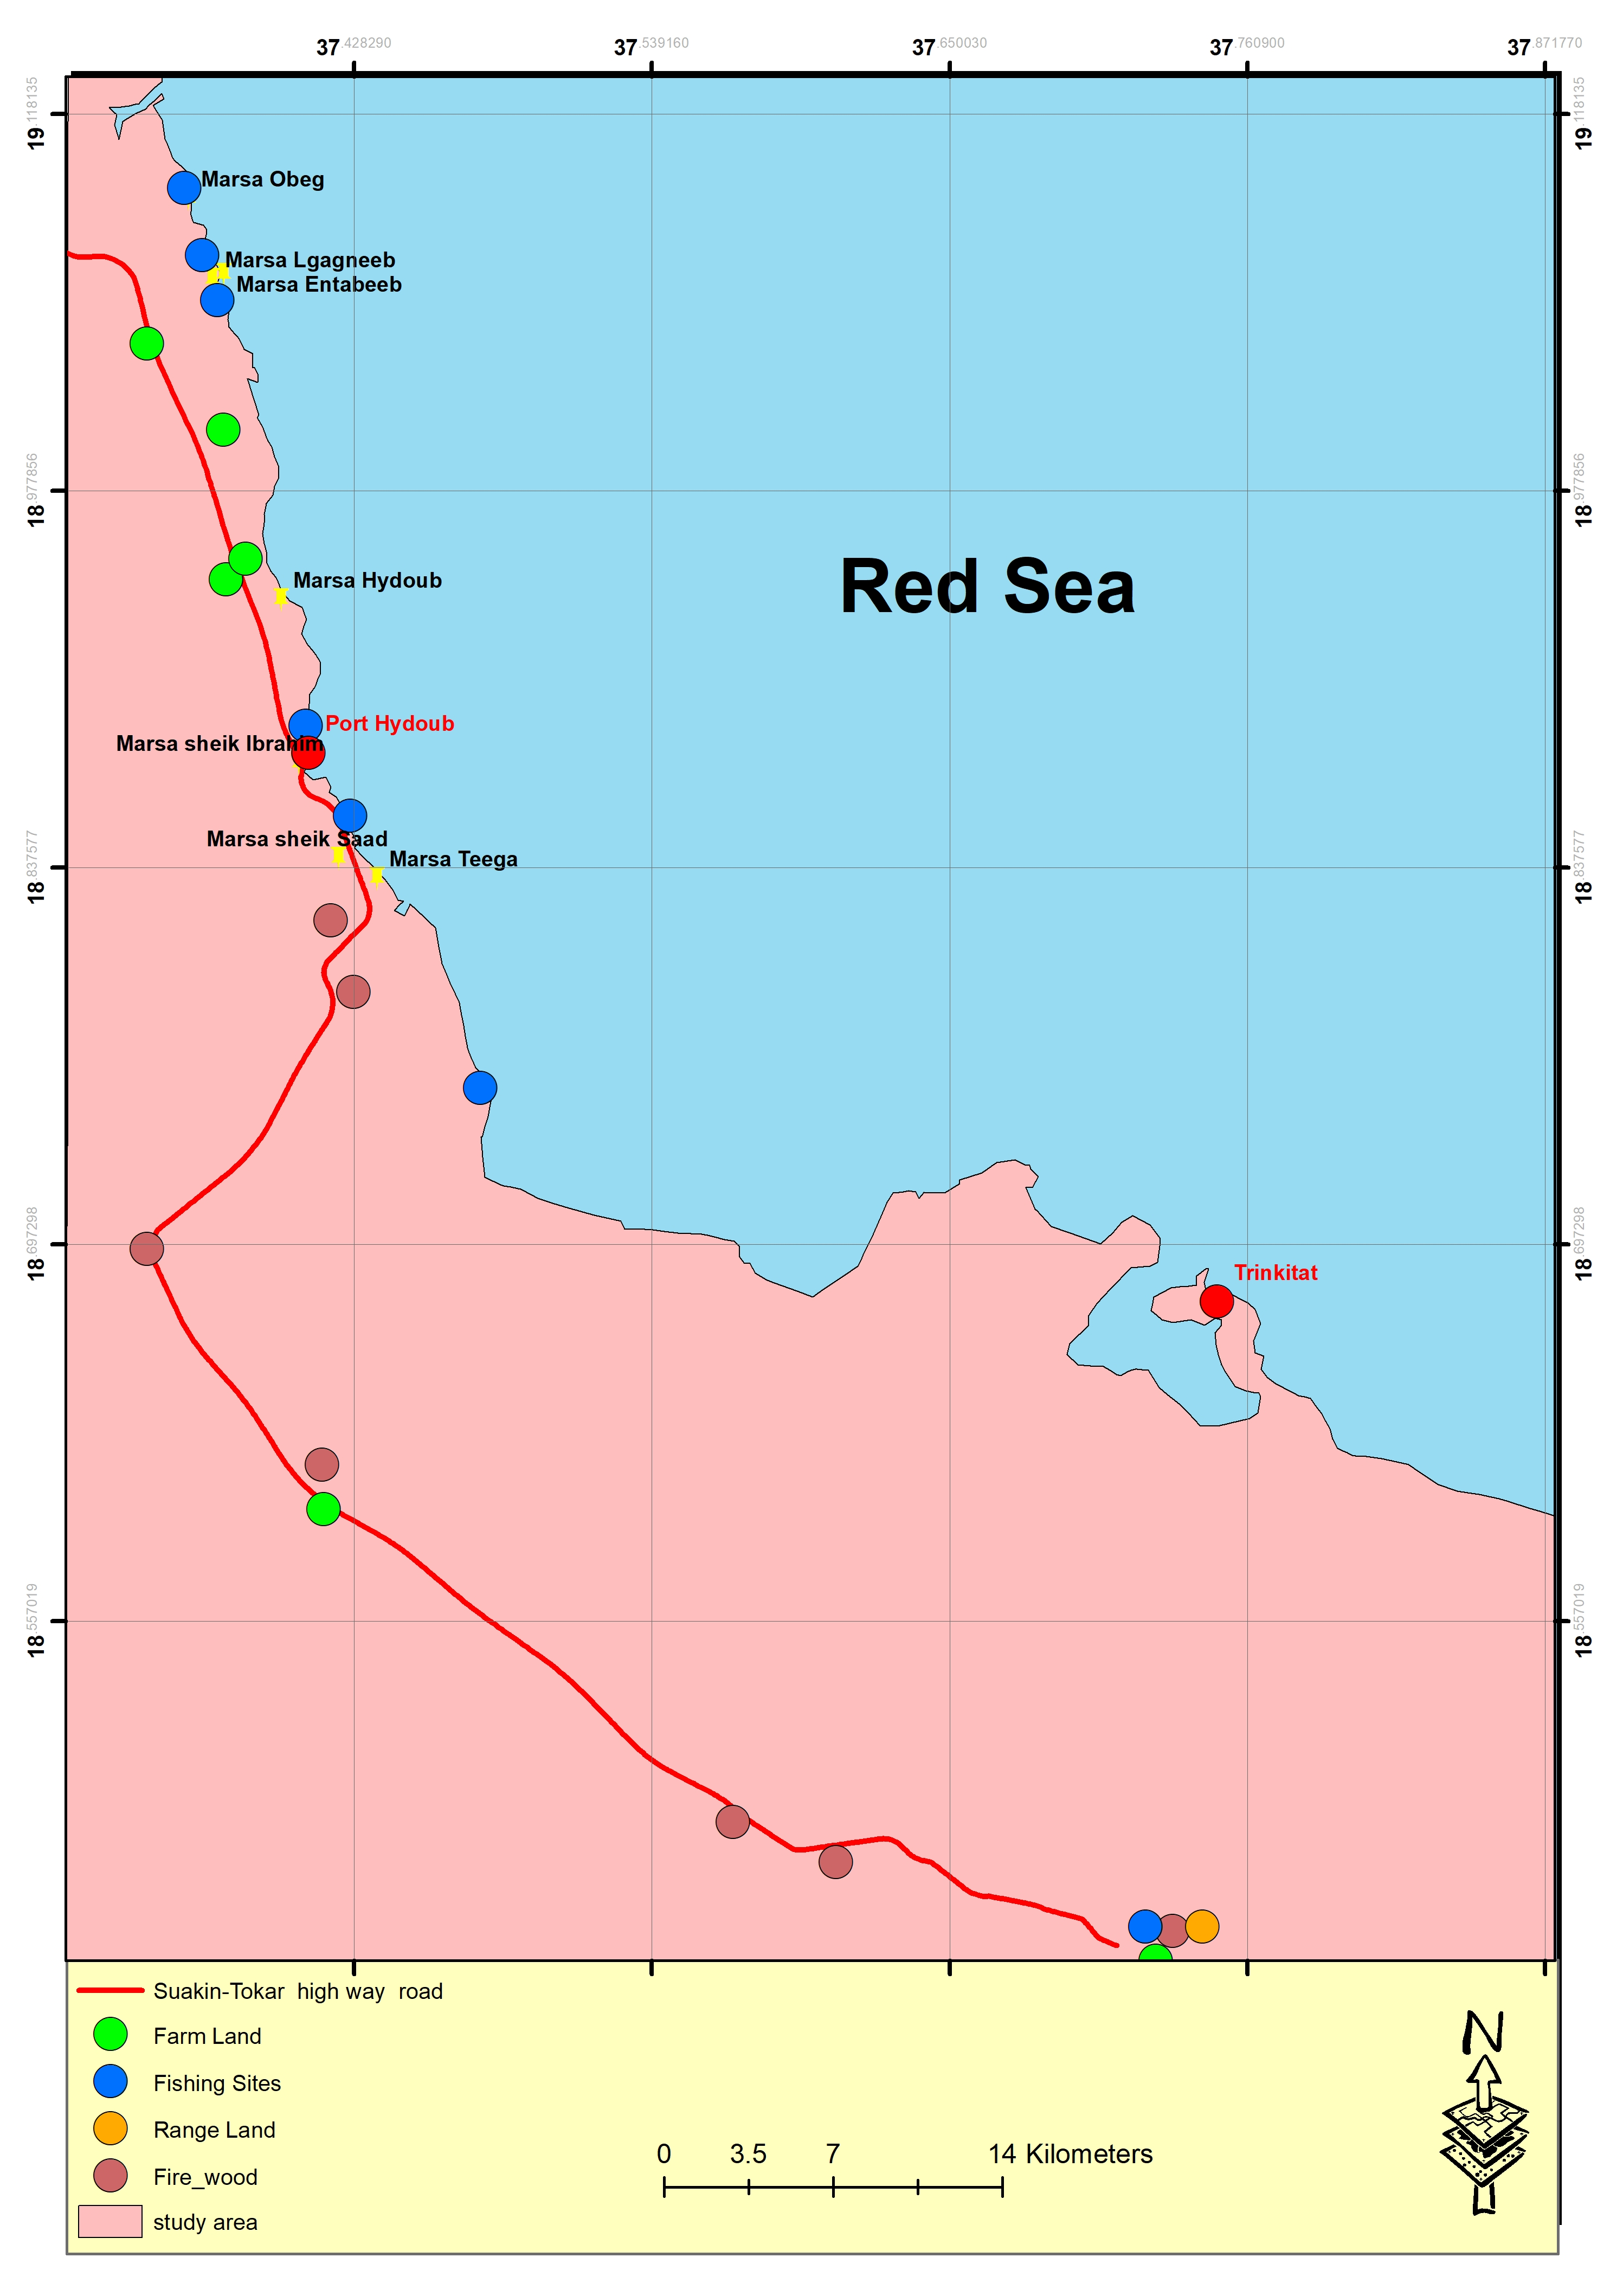 37.428290 37.539160 37.650030 37.760900 37.871770
19.118135 19.118135
Marsa Obeg
Marsa Lgagneeb
Marsa Entabeeb
18.977856 18.977856
Marsa Hydoub
Red Sea
Port Hydoub
Marsa sheik Ibrahim
Marsa sheik Saad
Marsa Teega
18.837577 18.837577
18.697298 18.697298
Trinkitat
18.557019 18.557019
Suakin-Tokar high way road
Farm Land
Fishing Sites
Range Land
Fire_wood
study area
0 3.5 7 14 Kilometers
N